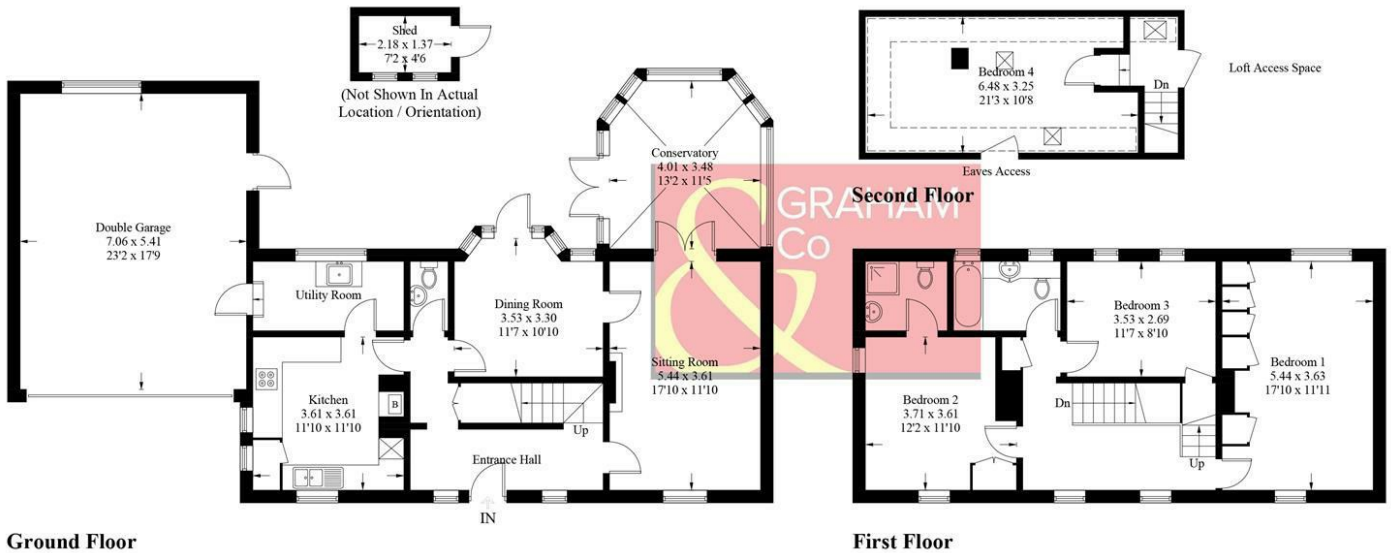 Shed
2.18 x 1.37
7'2 x 4'6
(Not Shown In Actual
Location / Orientation)
Double Garage
7.06 x 5.41
23'2 x 17'9
Utility Room
Kitchen
3.61 x 3.61
11'10 x 11'10
B
Dining Room
3.53 x 3.30
11'7 x 10'10
Conservatory
4.01 x 3.48
13'2 x 11'5
Sitting Room
5.44 x 3.61
17'10 x 11'10
Up
Entrance Hall
IN
Ground Floor
Bedroom 4
6.48 x 3.25
21'3 x 10'8
Dn
Loft Access Space
Eaves Access
Second Floor
& GRAHAM
Co
Bedroom 3
3.53 x 2.69
11'7 x 8'10
Bedroom 1
5.44 x 3.63
17'10 x 11'11
Bedroom 2
3.71 x 3.61
12'2 x 11'10
Dn
Up
First Floor